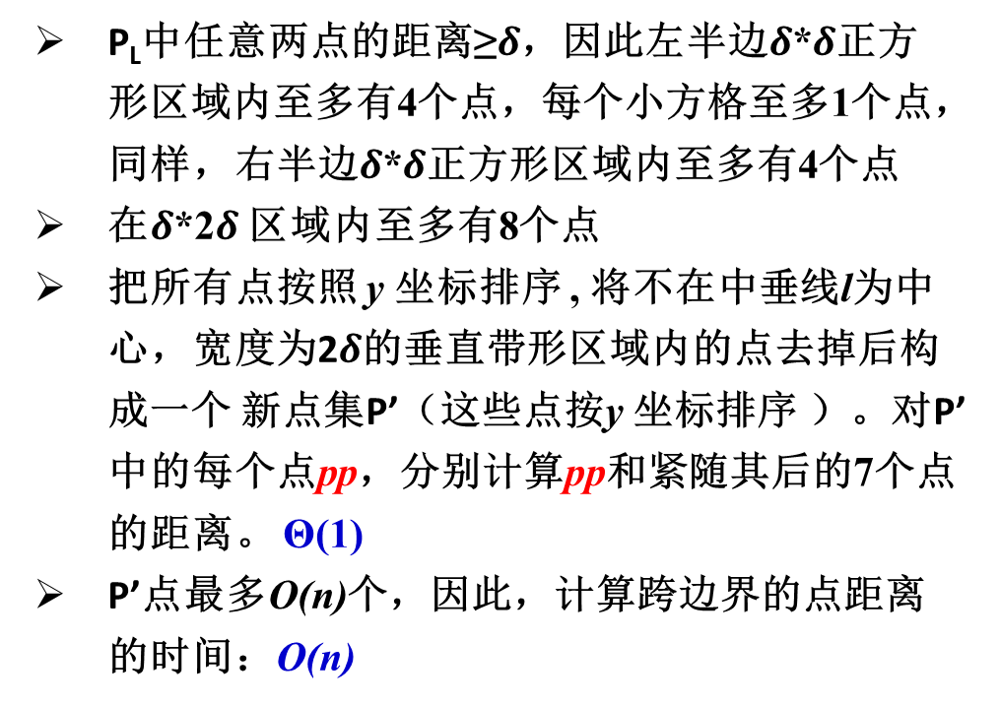 ➢ PL中任意两点的距离≥δ，因此左半边δ*δ正方
形区域内至多有4个点，每个小方格至多1个点，
同样，右半边δ*δ正方形区域内至多有4个点
➢ 在δ*2δ 区域内至多有8个点
➢ 把所有点按照 y 坐标排序 , 将不在中垂线l为中
心，宽度为2δ的垂直带形区域内的点去掉后构
成一个 新点集P’（这些点按y 坐标排序 ）。对P’
中的每个点pp，分别计算pp和紧随其后的7个点
的距离。 Θ(1)
➢ P’点最多O(n)个，因此，计算跨边界的点距离
的时间：O(n)